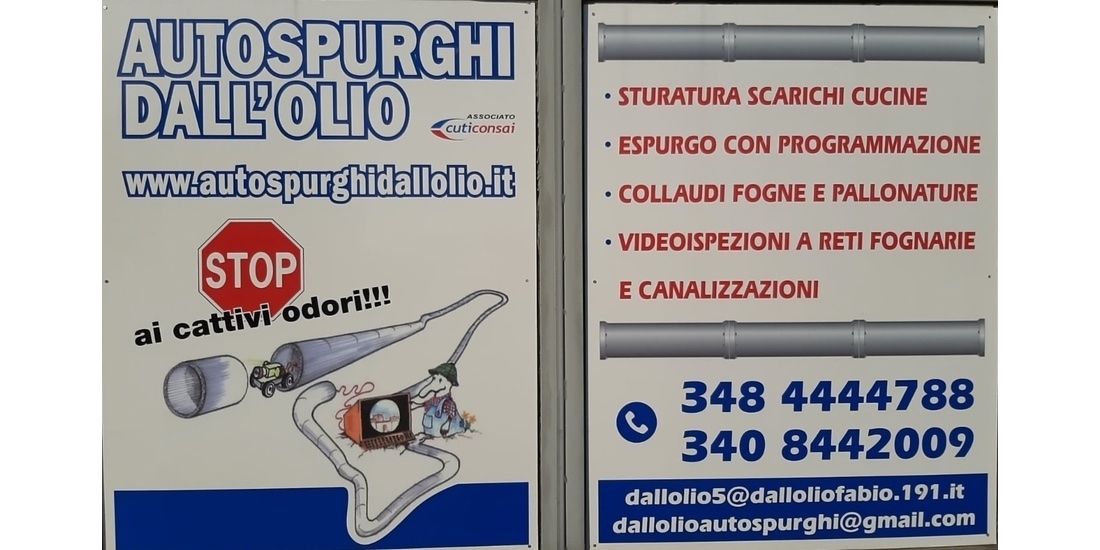 AUTOSPURGHI
DALL'OLIO
ASSOCIATO
cuticonsai
www.autospurghidallolio.it
STOP
ai cattivi odori!!!
• STURATURA SCARICHI CUCINE
• ESPURGO CON PROGRAMMAZIONE
• COLLAUDI FOGNE E PALLONATURE
• VIDEOISPEZIONI A RETI FOGNARIE
E CANALIZZAZIONI
348 4444788
340 8442009
dallolio5@dalloliofabio.191.it
dallolioautospurghi@gmail.com